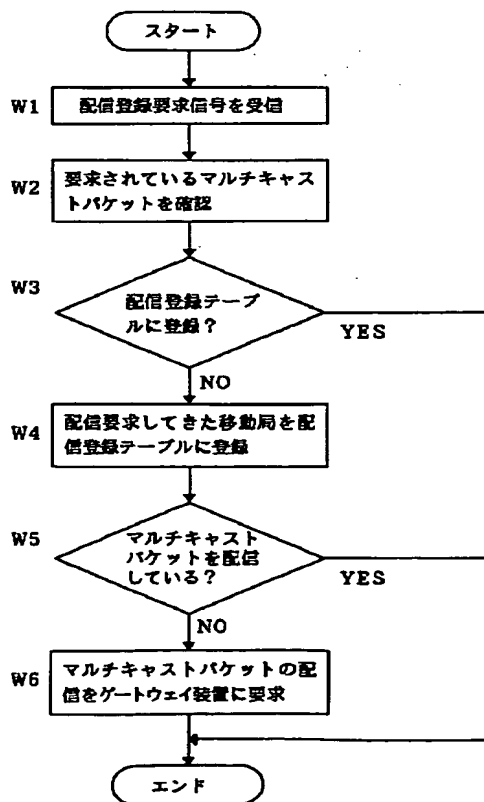 スタート
W1
配信登録要求信号を受信
W2
要求されているマルチキャス
トパケットを確認
W3
配信登録テーブ
ルに登録？
YES
NO
W4
配信要求してきた移動局を配
信登録テーブルに登録
W5
マルチキャスト
パケットを配信
している？
YES
NO
W6
マルチキャストパケットの配
信をゲートウェイ装置に要求
エンド